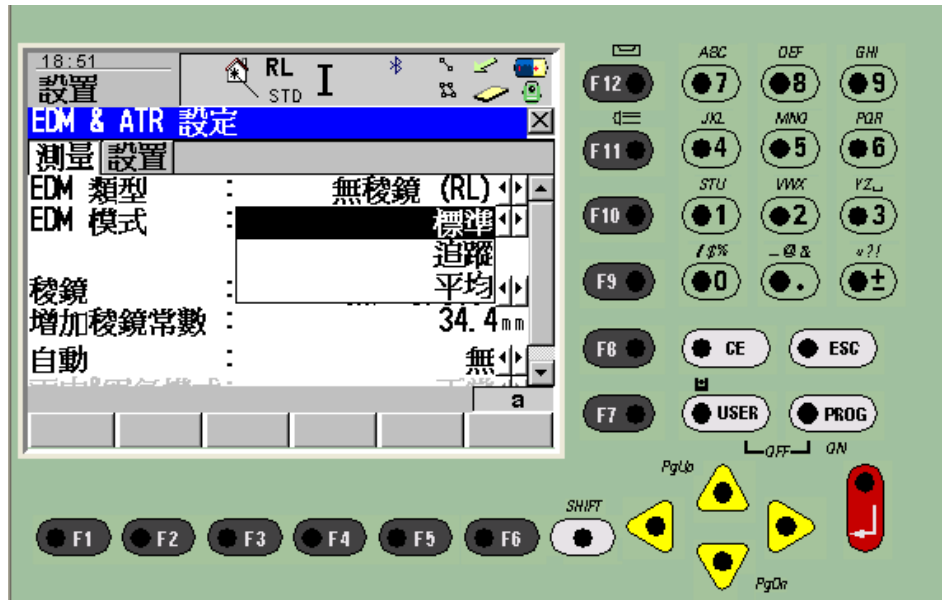 18:51
設置
RL
STD
I
EDM & ATR 設定
測量 設置
EDM 類型 : 無稜鏡 (RL)
EDM 模式 : 標準
追蹤
平均
稜鏡 :
增加稜鏡常數 : 34.4mm
自動 : 無
a
F12
ABC DEF GHI
7 8 9
F11
JKL MNO PQR
4 5 6
F10
STU VWX YZ␣
1 2 3
F9
/$% _@& *?!
0 . ±
F8 CE ESC
F7 USER PROG
OFF ON
PgUp
SHIFT
F1 F2 F3 F4 F5 F6
PgDn